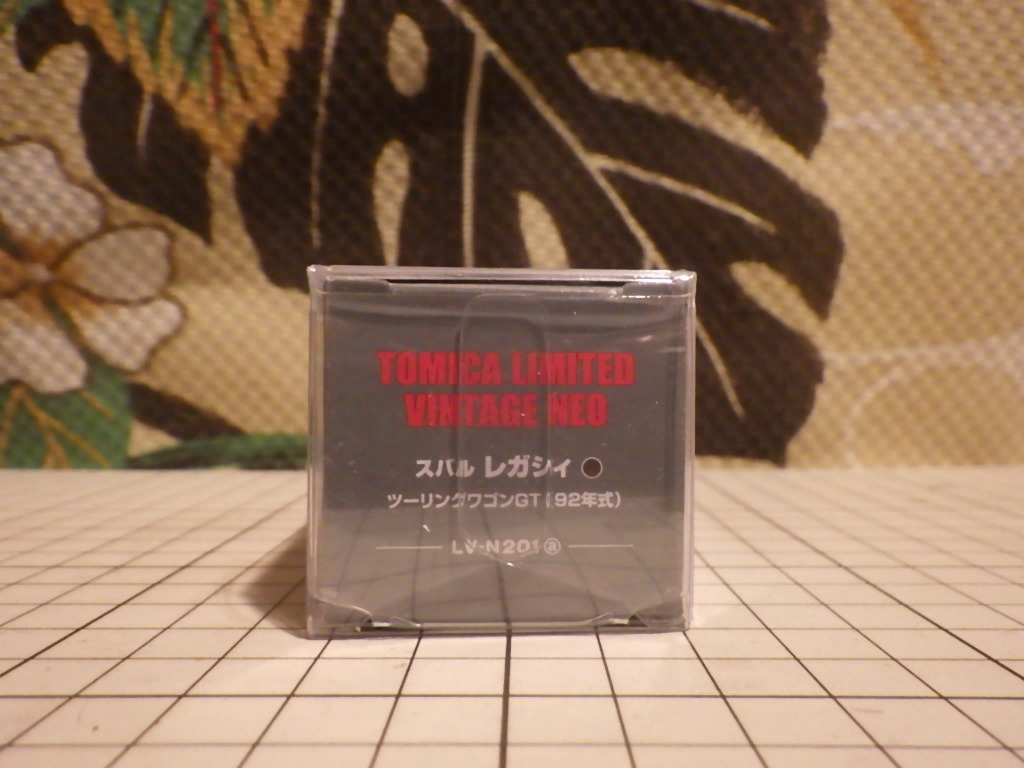 TOMICA LIMITED
VINTAGE NEO
スバル レガシィ
ツーリングワゴンGT（92年式）
LV-N201ⓐ